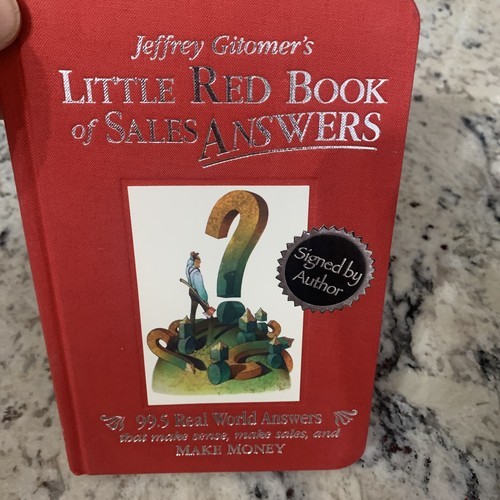 Jeffrey Gitomer's
LITTLE RED BOOK
of SALES ANSWERS
Signed by
Author
99.5 Real World Answers
that make sense, make sales, and
MAKE MONEY